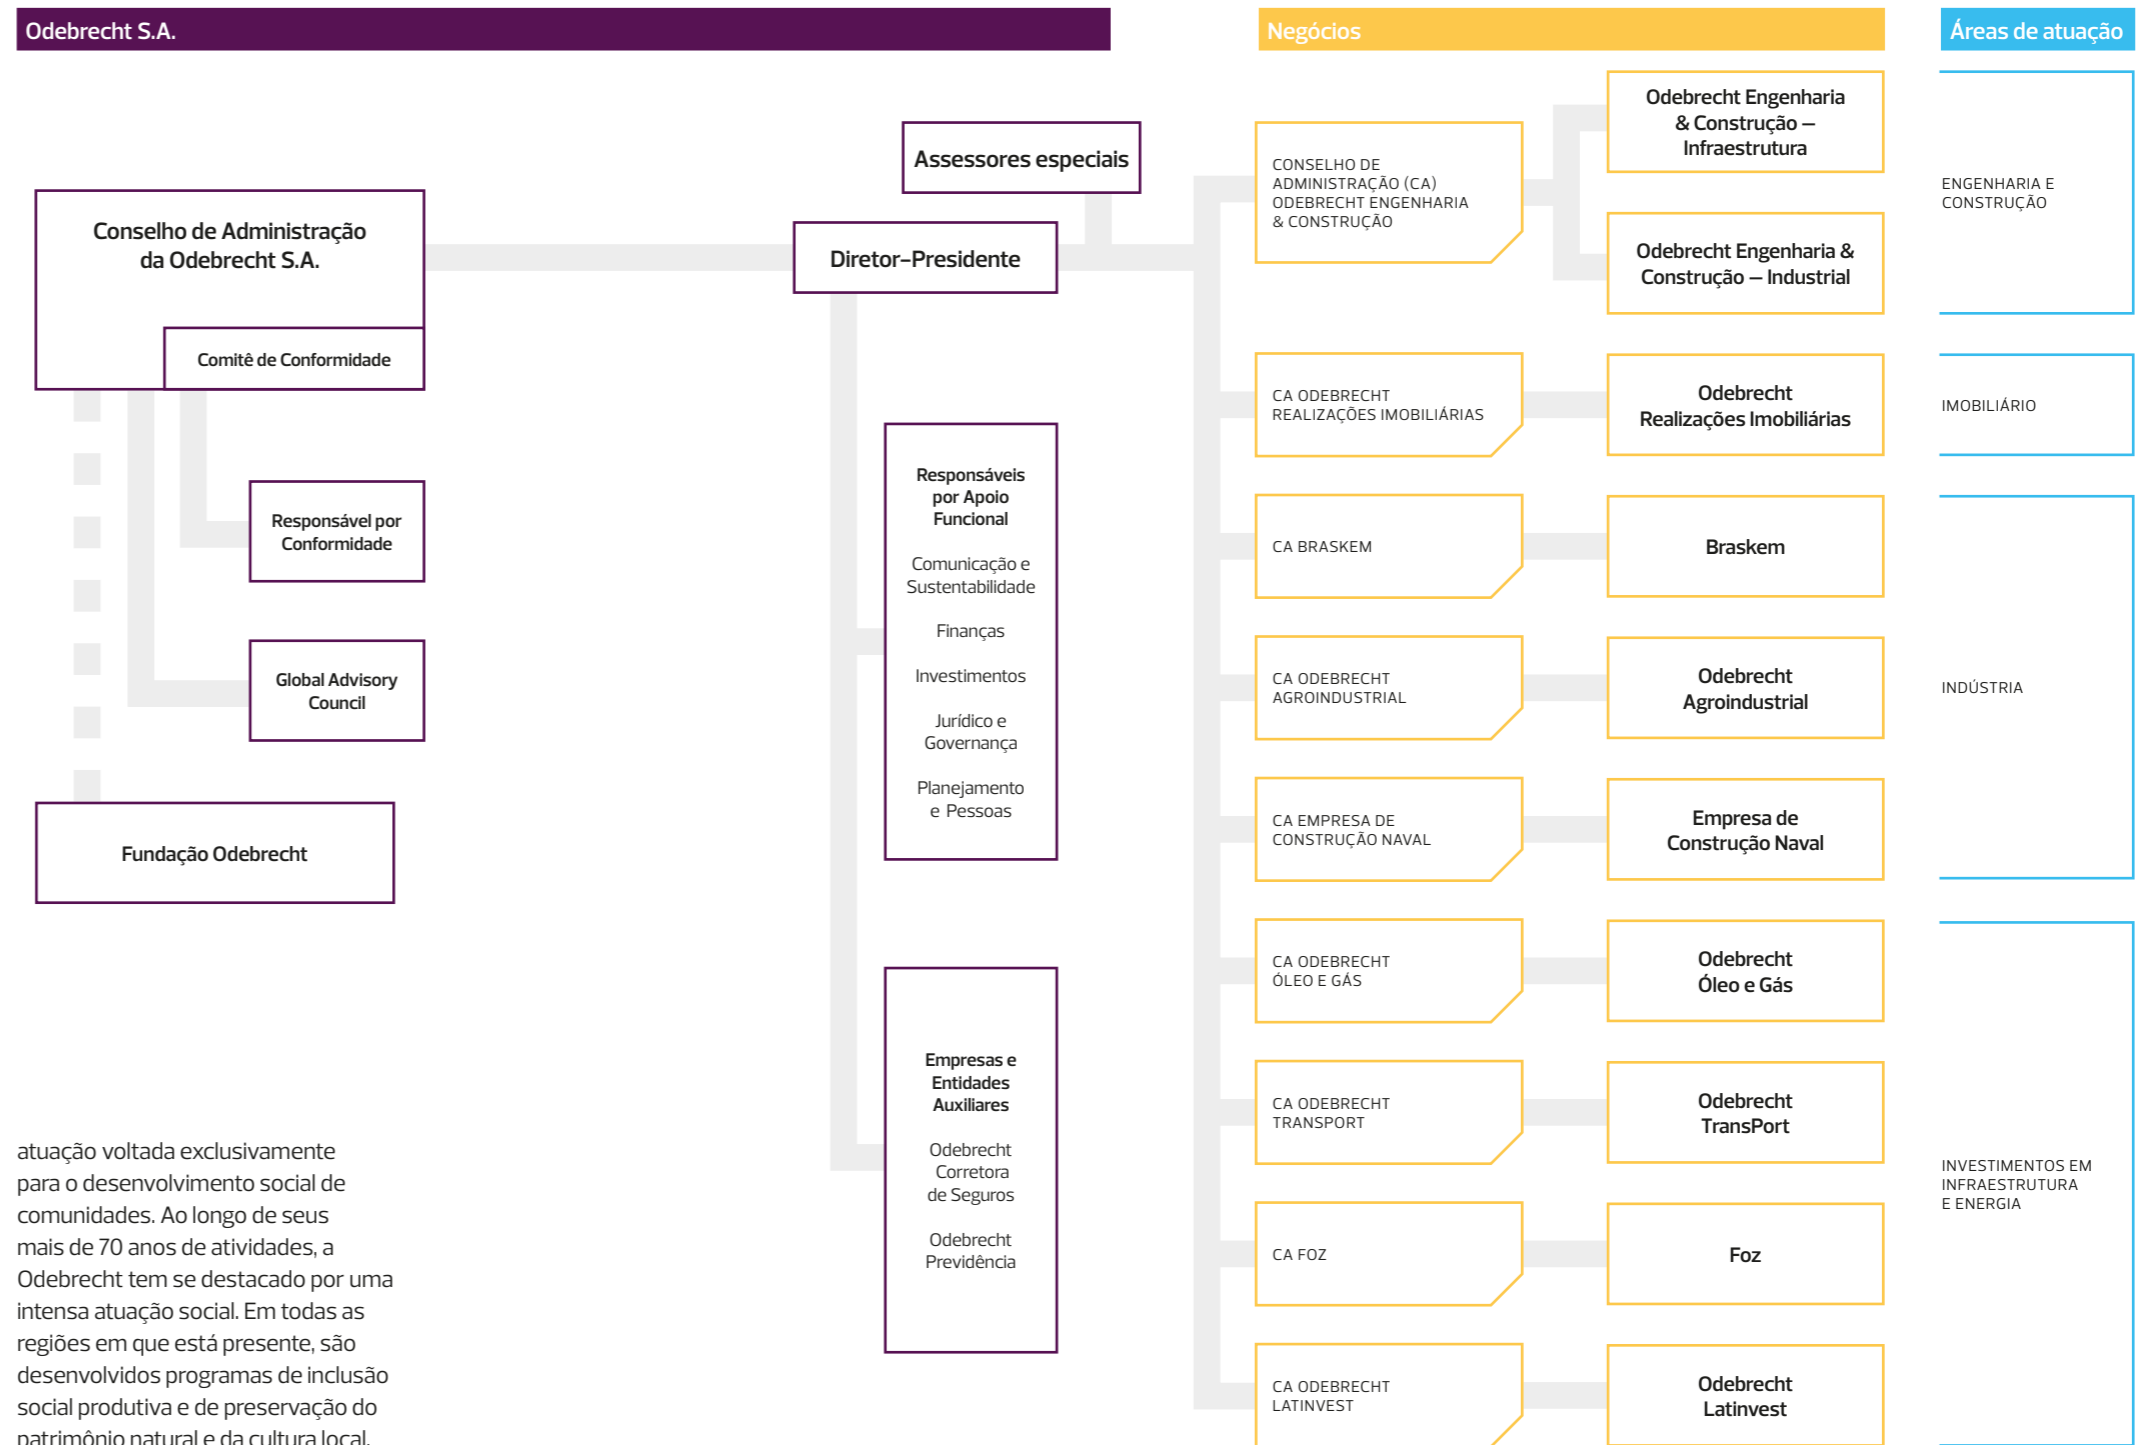 Odebrecht S.A.
Conselho de Administração
da Odebrecht S.A.
Comitê de Conformidade
Responsável por
Conformidade
Global Advisory
Council
Fundação Odebrecht
atuação voltada exclusivamente
para o desenvolvimento social de
comunidades. Ao longo de seus
mais de 70 anos de atividades, a
Odebrecht tem se destacado por uma
intensa atuação social. Em todas as
regiões em que está presente, são
desenvolvidos programas de inclusão
social produtiva e de preservação do
patrimônio natural e da cultura local.
Assessores especiais
Diretor-Presidente
Responsáveis
por Apoio
Funcional
Comunicação e
Sustentabilidade
Finanças
Investimentos
Jurídico e
Governança
Planejamento
e Pessoas
Empresas e
Entidades
Auxiliares
Odebrecht
Corretora
de Seguros
Odebrecht
Previdência
Negócios
CONSELHO DE
ADMINISTRAÇÃO (CA)
ODEBRECHT ENGENHARIA
& CONSTRUÇÃO
Odebrecht Engenharia
& Construção –
Infraestrutura
Odebrecht Engenharia &
Construção – Industrial
CA ODEBRECHT
REALIZAÇÕES IMOBILIÁRIAS
Odebrecht
Realizações Imobiliárias
CA BRASKEM
Braskem
CA ODEBRECHT
AGROINDUSTRIAL
Odebrecht
Agroindustrial
CA EMPRESA DE
CONSTRUÇÃO NAVAL
Empresa de
Construção Naval
CA ODEBRECHT
ÓLEO E GÁS
Odebrecht
Óleo e Gás
CA ODEBRECHT
TRANSPORT
Odebrecht
TransPort
CA FOZ
Foz
CA ODEBRECHT
LATINVEST
Odebrecht
Latinvest
Áreas de atuação
ENGENHARIA E
CONSTRUÇÃO
IMOBILIÁRIO
INDÚSTRIA
INVESTIMENTOS EM
INFRAESTRUTURA
E ENERGIA